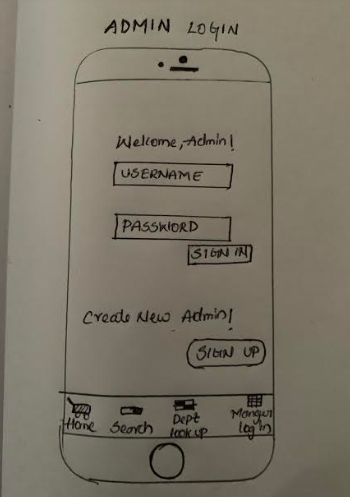 ADMIN LOGIN
Welcome, Admin!
USERNAME
PASSWORD
SIGN IN
Create New Admin!
SIGN UP
Home
Search
Dept
look up
Manger
log in